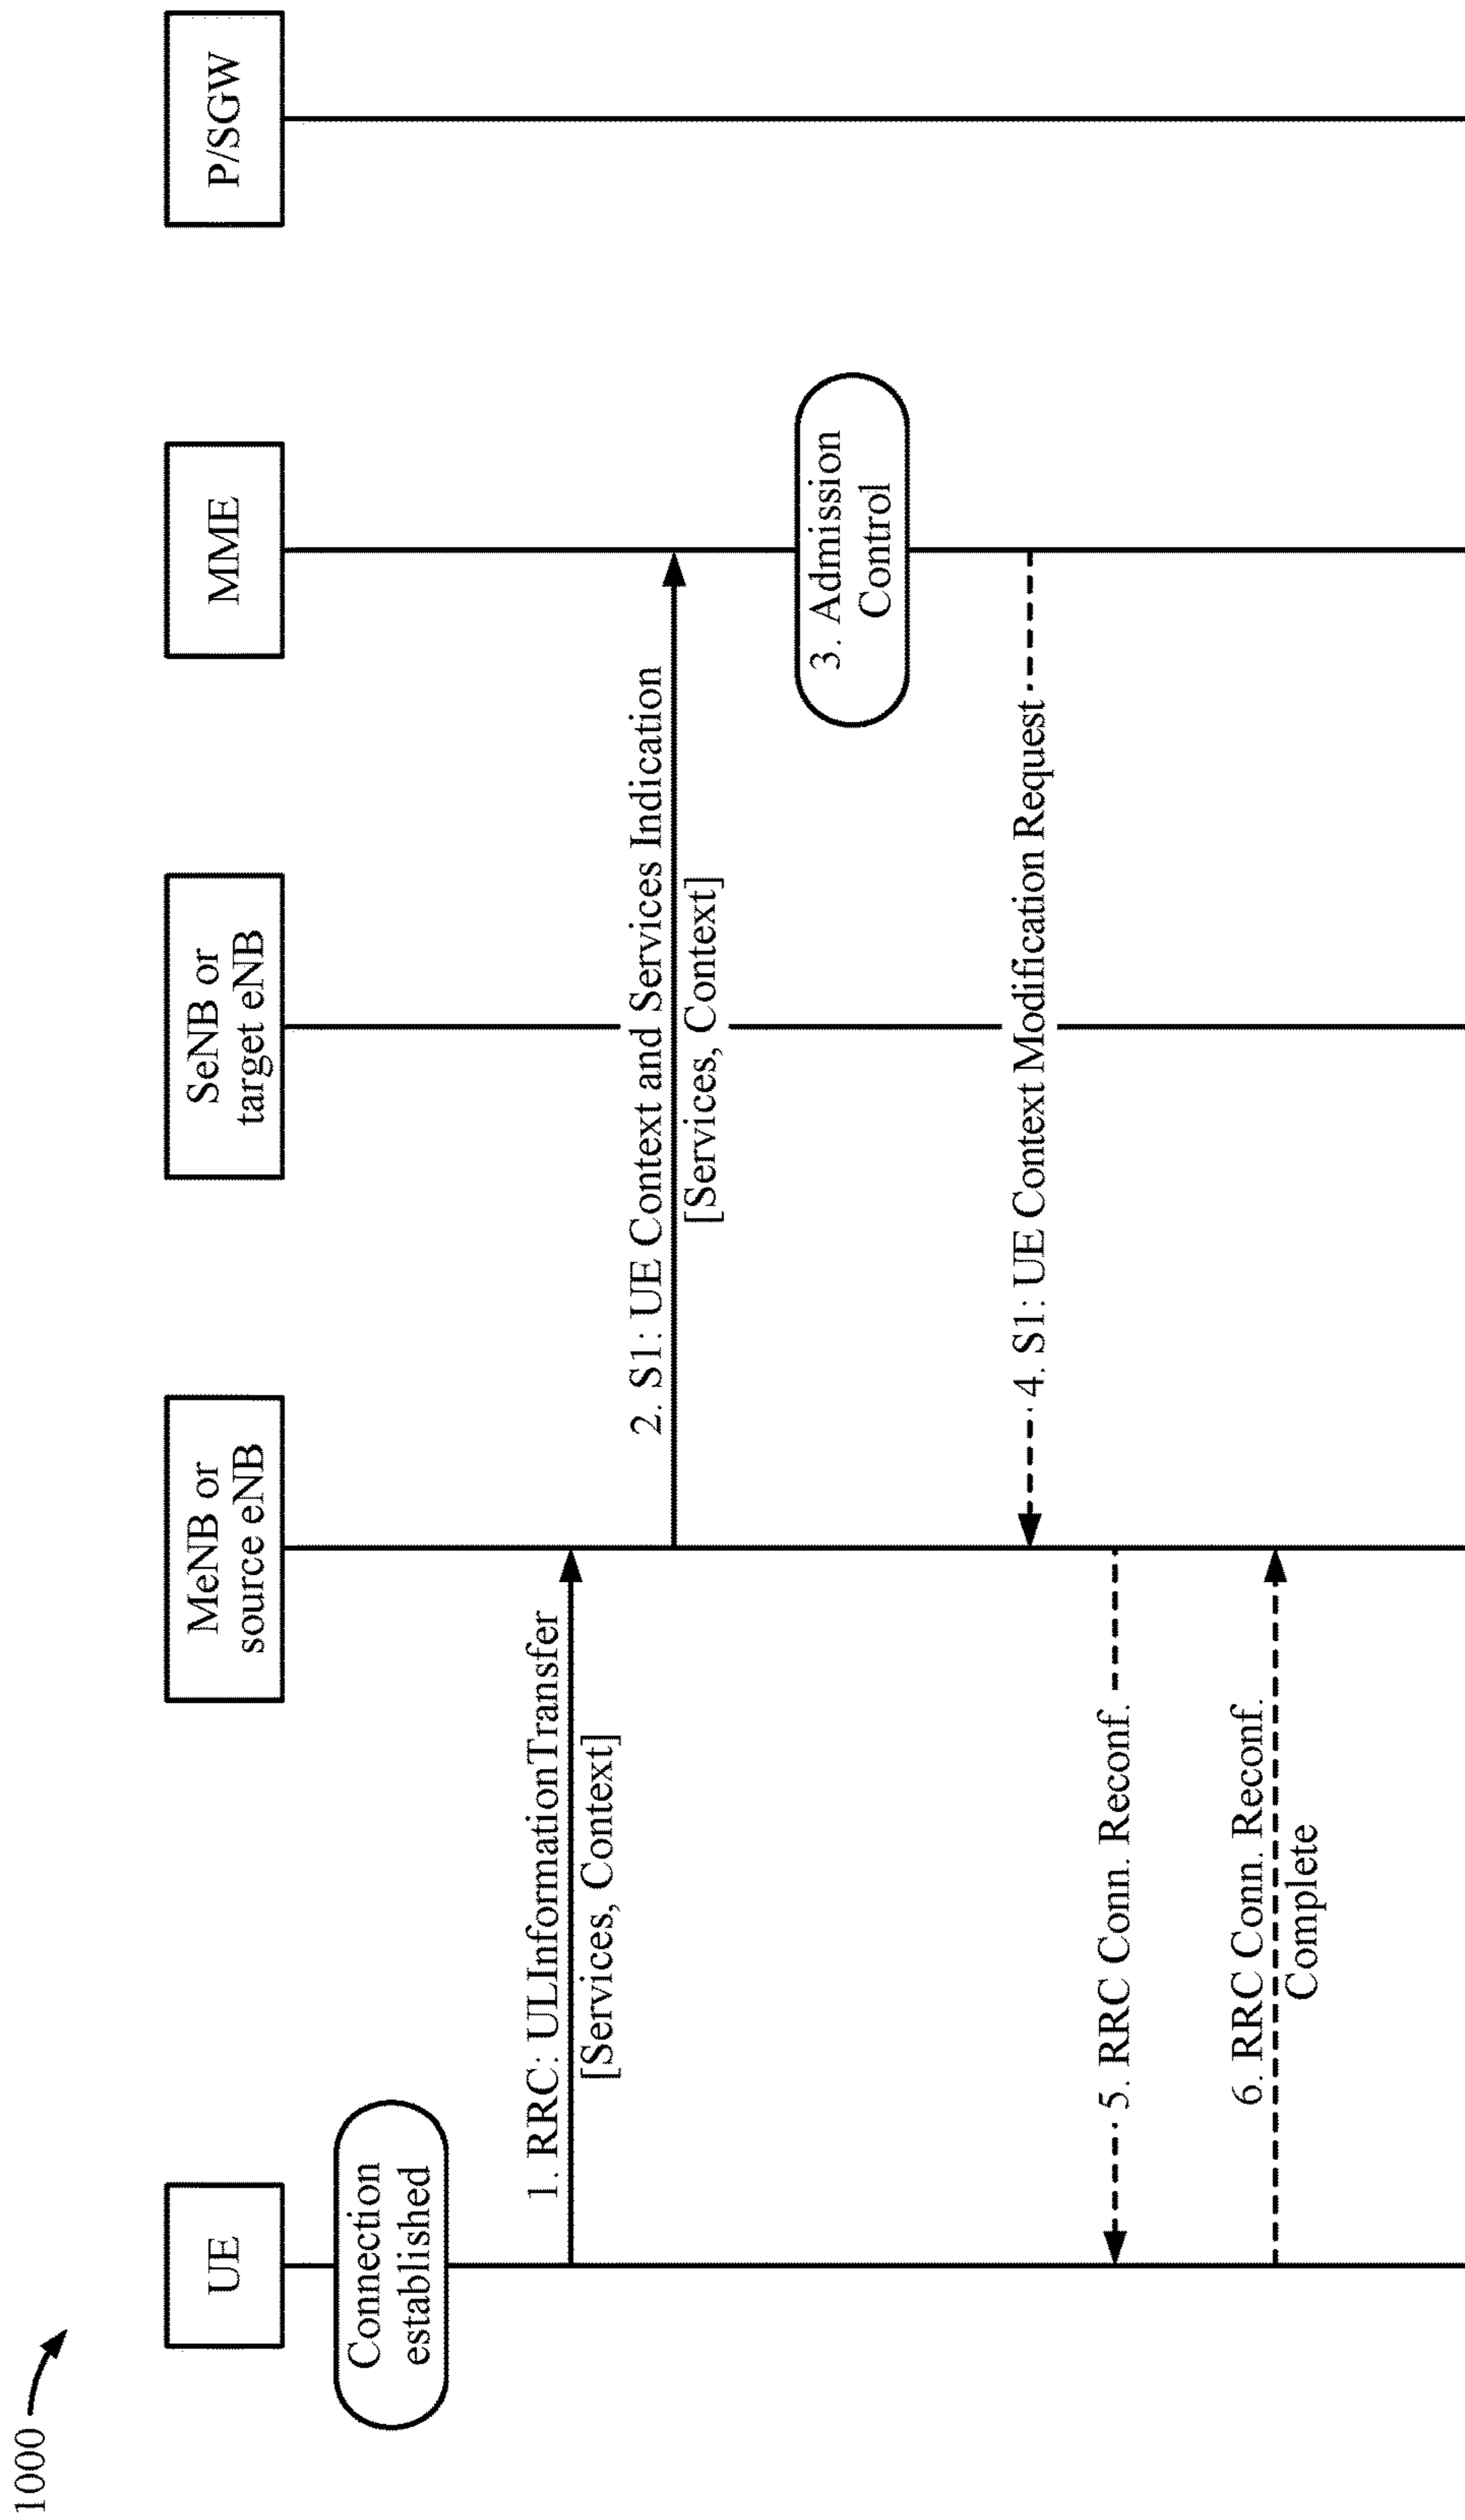 1000
UE
MeNB or
source eNB
SeNB or
target eNB
MME
P/SGW
Connection
established
1. RRC: ULInformationTransfer
[Services, Context]
2. S1: UE Context and Services Indication
[Services, Context]
3. Admission
Control
4. S1: UE Context Modification Request
5. RRC Conn. Reconf.
6. RRC Conn. Reconf.
Complete